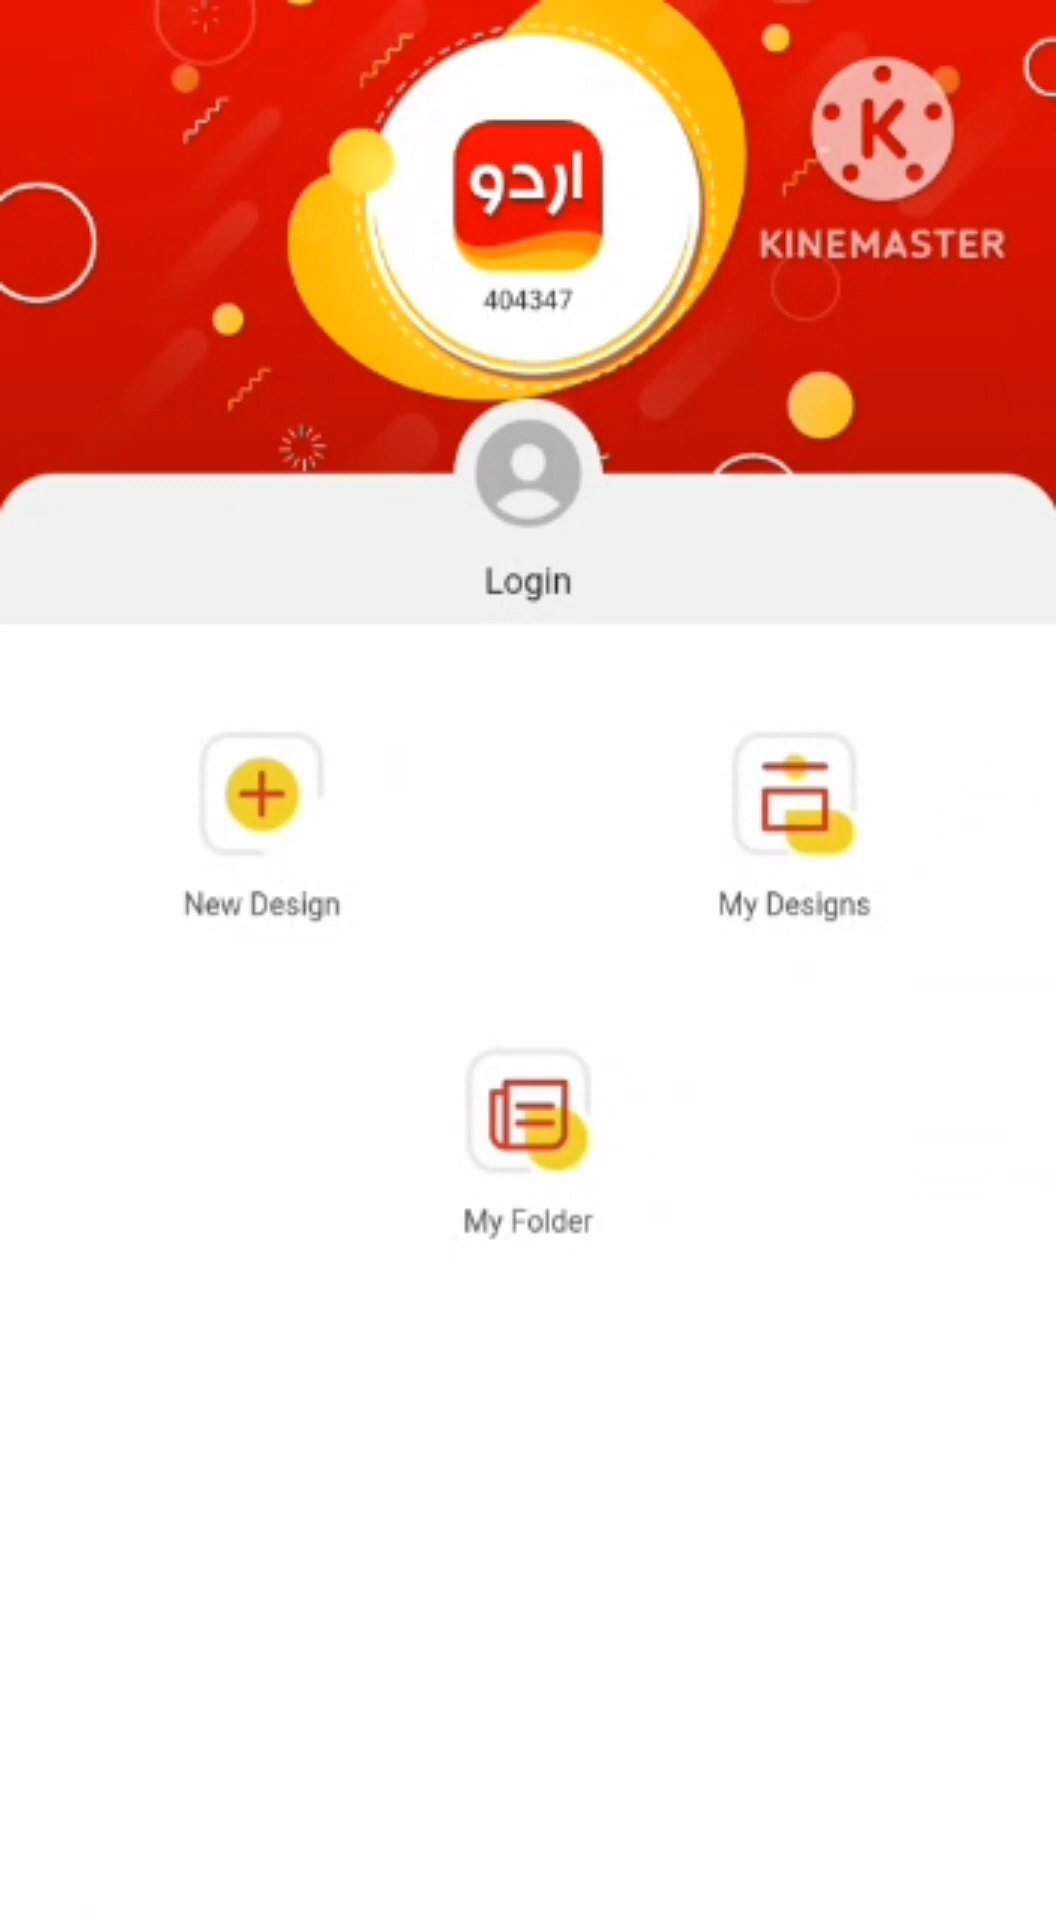 اردو
404347
KINEMASTER
Login
New Design
My Designs
My Folder